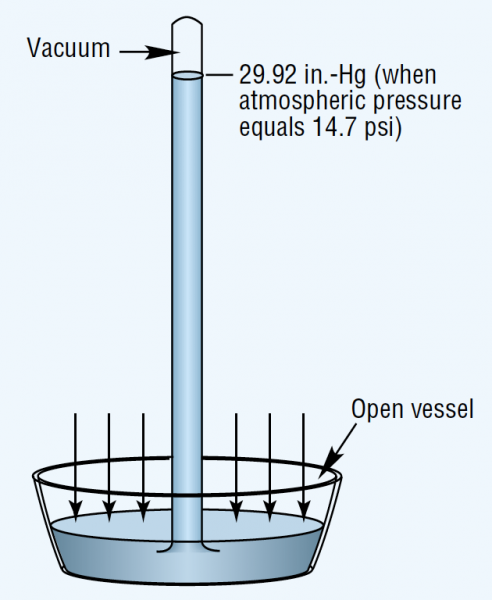 Vacuum
29.92 in.-Hg (when
atmospheric pressure
equals 14.7 psi)
Open vessel